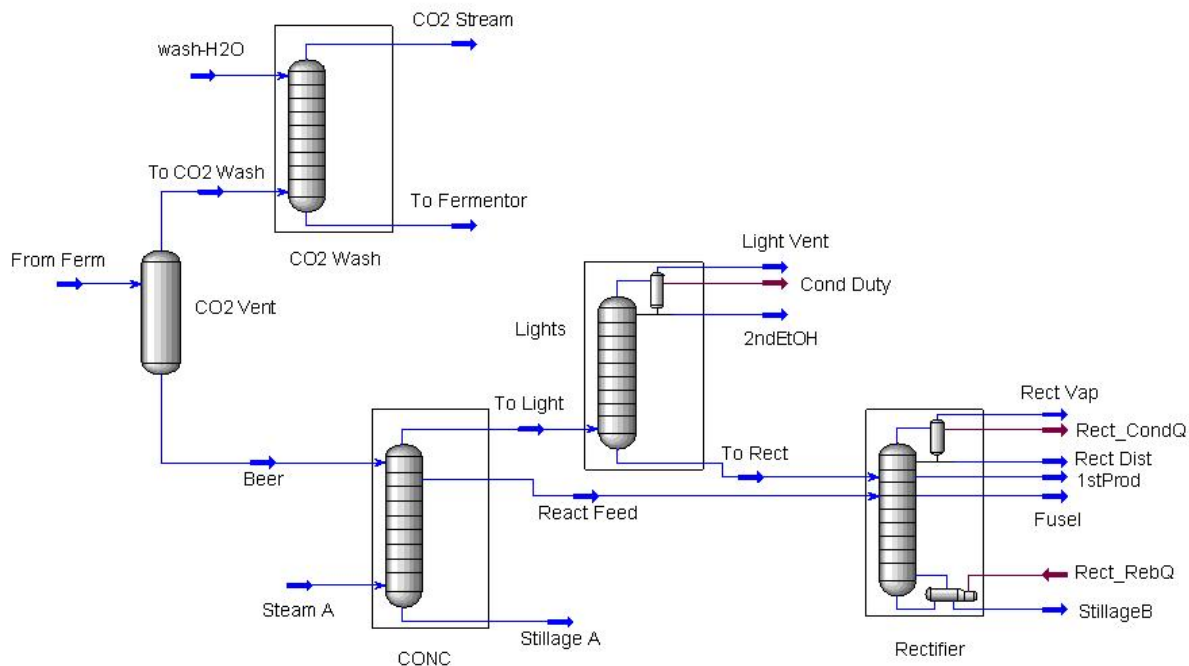 CO2 Stream
wash-H2O
To CO2 Wash
To Fermentor
CO2 Wash
From Ferm
CO2 Vent
Light Vent
Cond Duty
Lights
2ndEtOH
To Light
Rect Vap
Rect_CondQ
To Rect
Rect Dist
1stProd
Beer
React Feed
Fusel
Rect_RebQ
Steam A
StillageB
Stillage A
CONC
Rectifier